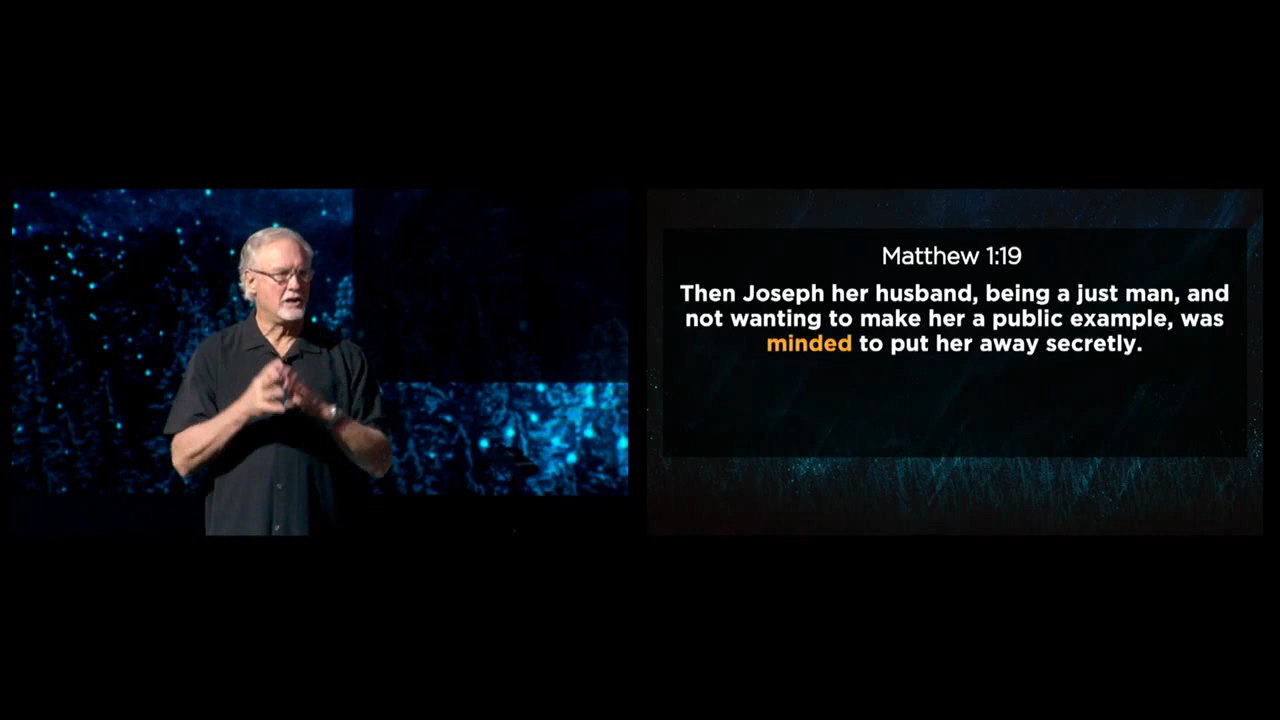 Matthew 1:19
Then Joseph her husband, being a just man, and
not wanting to make her a public example, was
minded to put her away secretly.